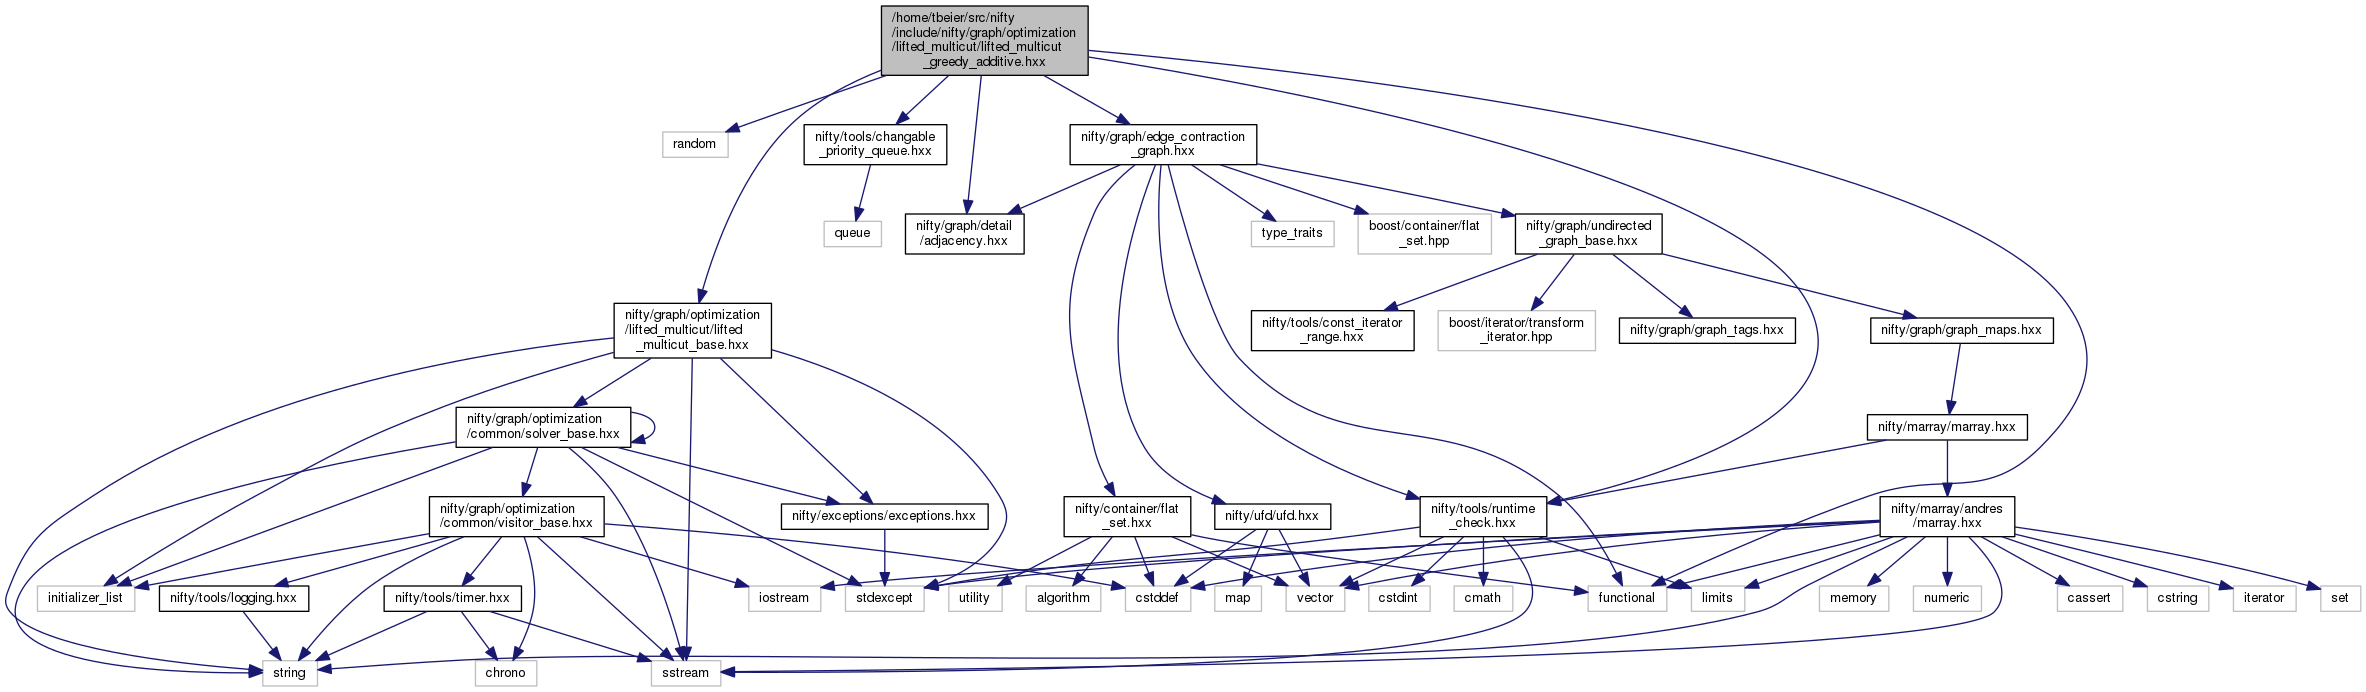 /home/tbeier/src/nifty
/include/nifty/graph/optimization
/lifted_multicut/lifted_multicut
_greedy_additive.hxx
random
nifty/tools/changable
_priority_queue.hxx
nifty/graph/edge_contraction
_graph.hxx
queue
nifty/graph/detail
/adjacency.hxx
type_traits
boost/container/flat
_set.hpp
nifty/graph/undirected
_graph_base.hxx
nifty/graph/optimization
/lifted_multicut/lifted
_multicut_base.hxx
nifty/tools/const_iterator
_range.hxx
boost/iterator/transform
_iterator.hpp
nifty/graph/graph_tags.hxx
nifty/graph/graph_maps.hxx
nifty/graph/optimization
/common/solver_base.hxx
nifty/marray/marray.hxx
nifty/graph/optimization
/common/visitor_base.hxx
nifty/exceptions/exceptions.hxx
nifty/container/flat
_set.hxx
nifty/ufd/ufd.hxx
nifty/tools/runtime
_check.hxx
nifty/marray/andres
/marray.hxx
initializer_list
nifty/tools/logging.hxx
nifty/tools/timer.hxx
iostream
stdexcept
utility
algorithm
cstddef
map
vector
cstdint
cmath
functional
limits
memory
numeric
cassert
cstring
iterator
set
string
chrono
sstream